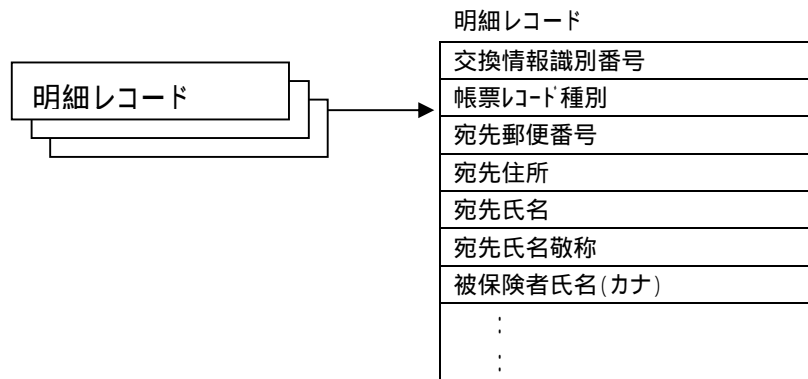 明細レコード
明細レコード
交換情報識別番号
帳票ﾚｺｰﾄﾞ種別
宛先郵便番号
宛先住所
宛先氏名
宛先氏名敬称
被保険者氏名(カナ)
:
: